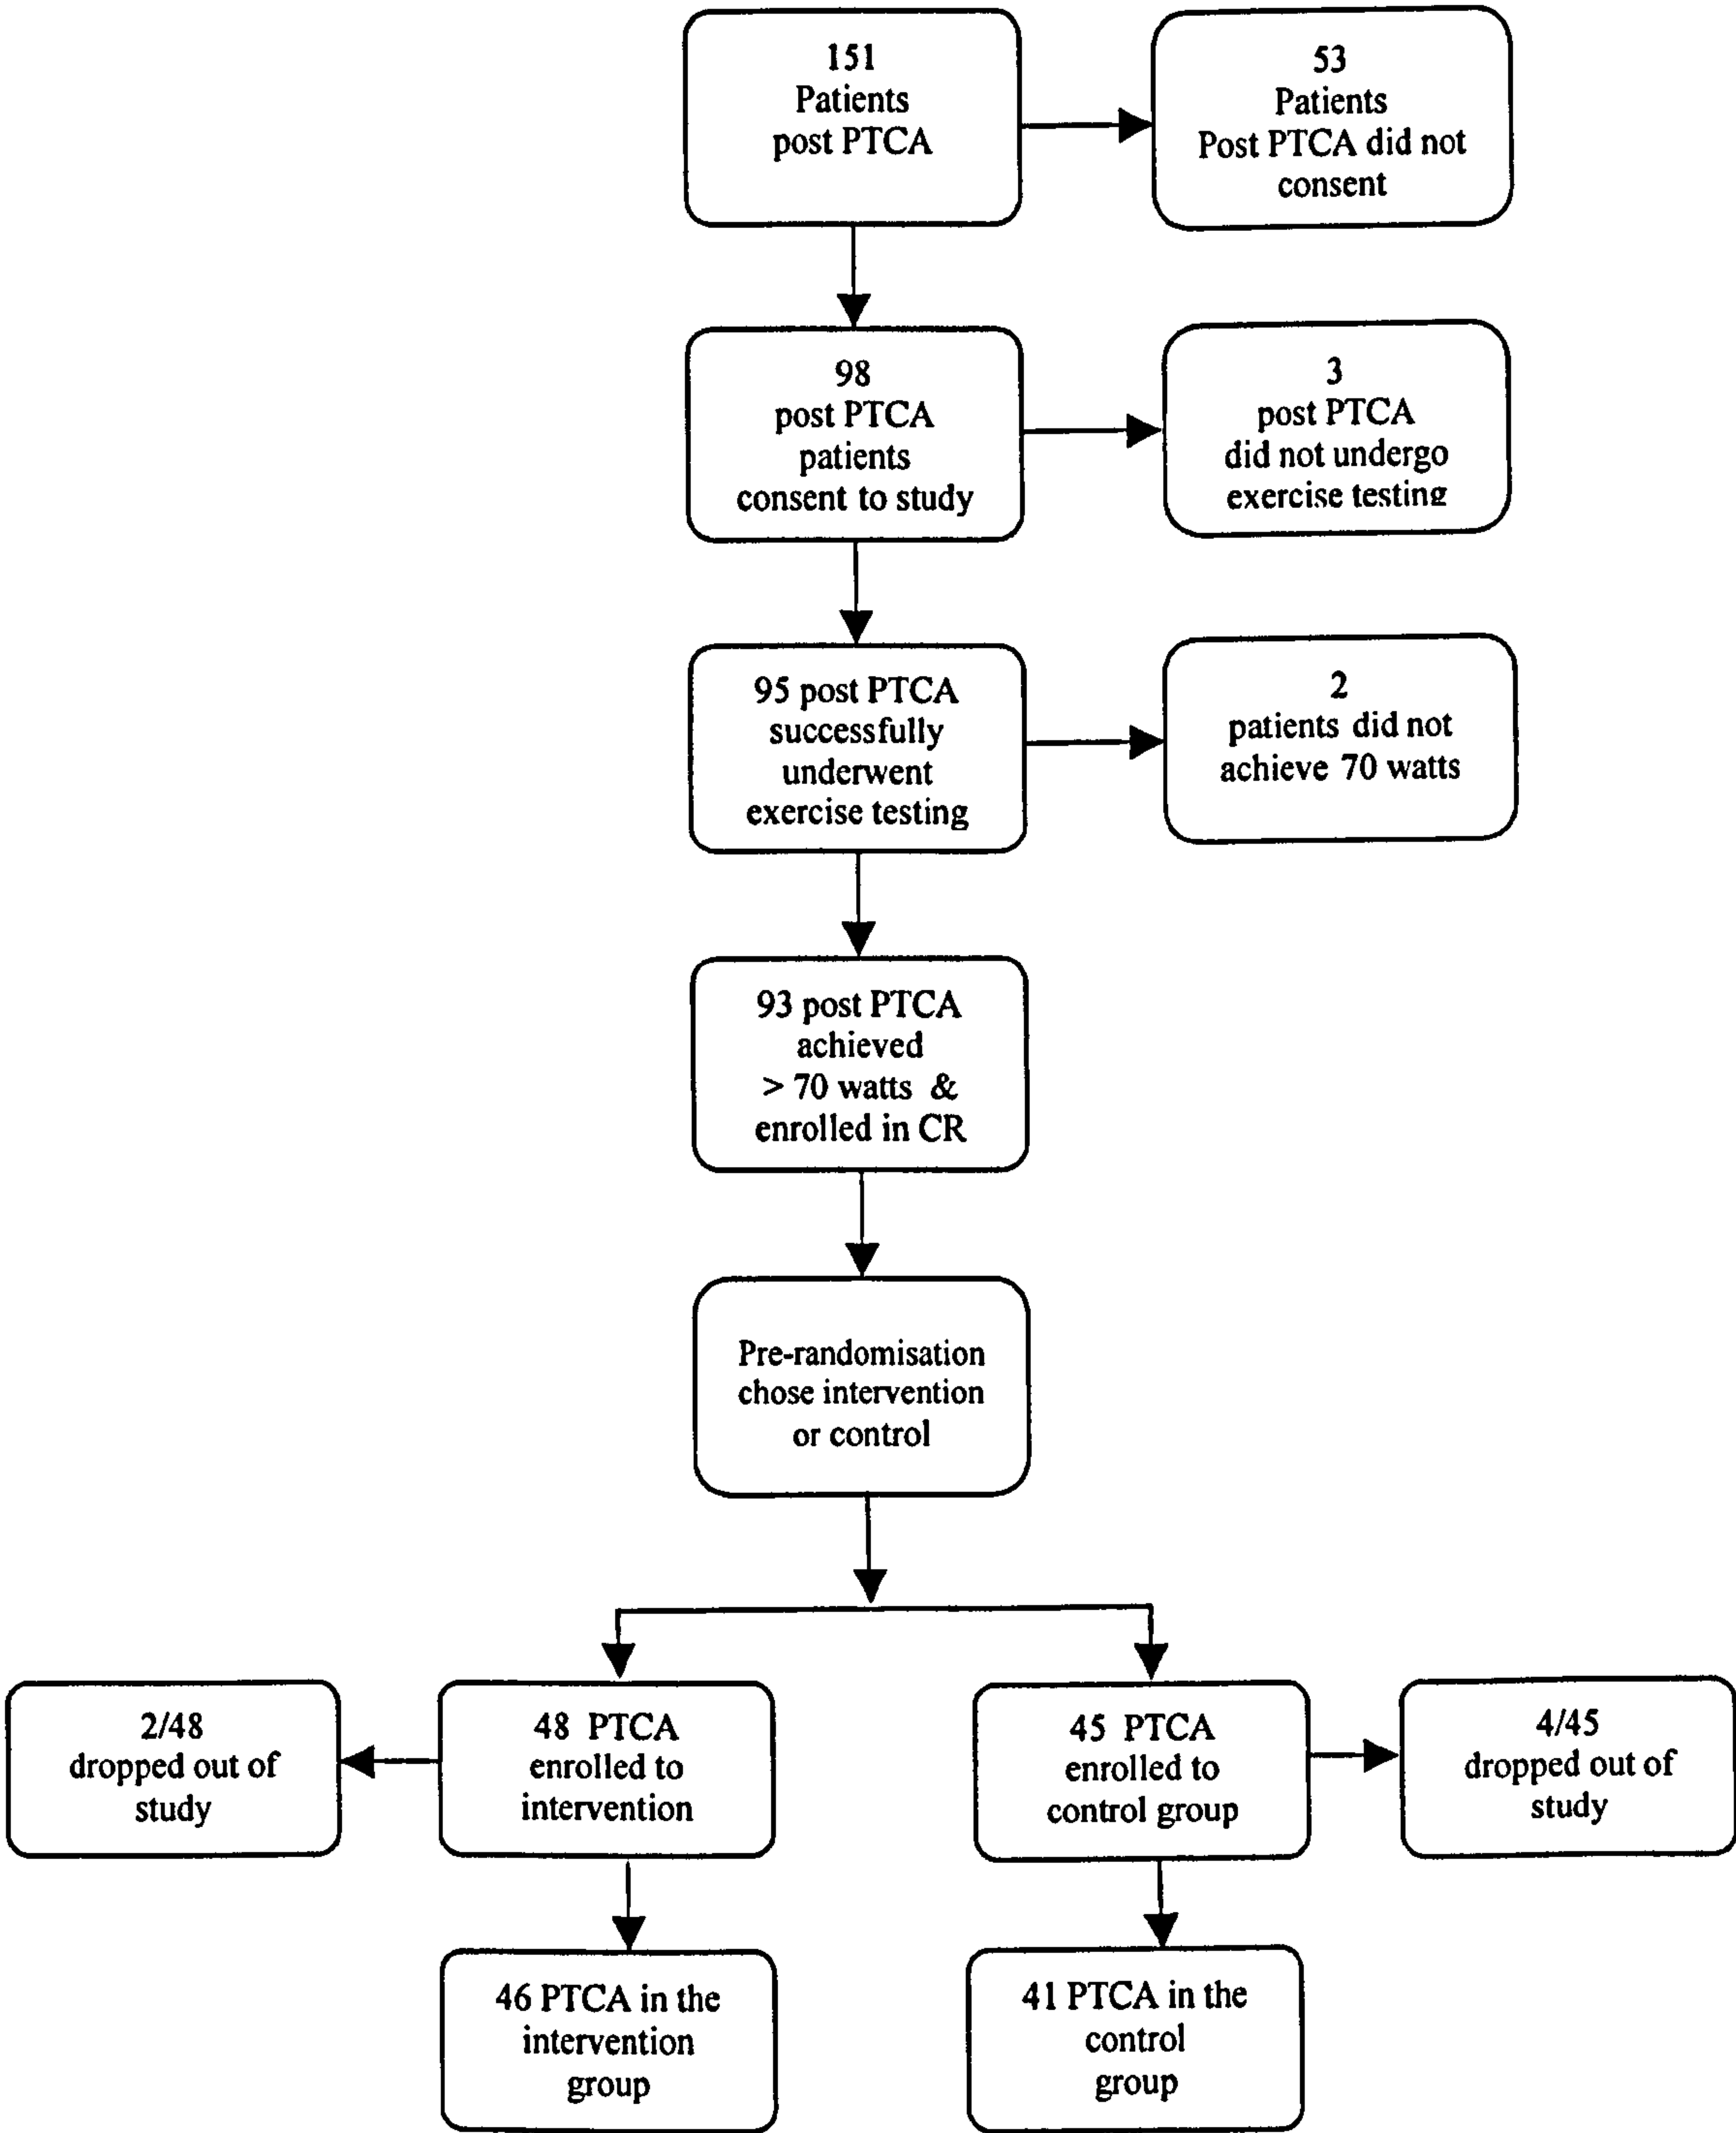 151
Patients
post PTCA
53
Patients
Post PTCA did not
consent
98
post PTCA
patients
consent to study
3
post PTCA
did not undergo
exercise testing
95 post PTCA
successfully
underwent
exercise testing
2
patients did not
achieve 70 watts
93 post PTCA
achieved
> 70 watts &
enrolled in CR
Pre-randomisation
chose intervention
or control
2/48
dropped out of
study
48 PTCA
enrolled to
intervention
45 PTCA
enrolled to
control group
4/45
dropped out of
study
46 PTCA in the
intervention
group
41 PTCA in the
control
group